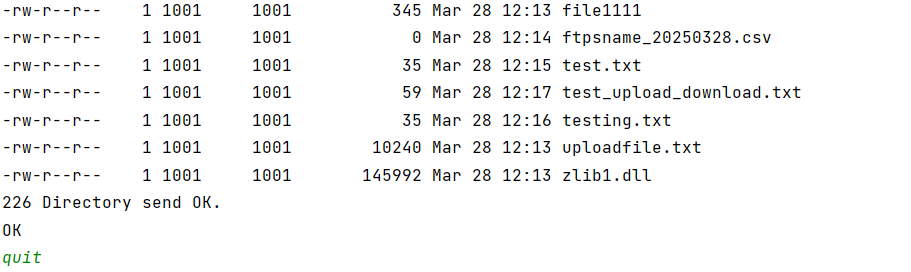 -rw-r--r--    1 1001     1001          345 Mar 28 12:13 file1111
-rw-r--r--    1 1001     1001            0 Mar 28 12:14 ftpsname_20250328.csv
-rw-r--r--    1 1001     1001           35 Mar 28 12:15 test.txt
-rw-r--r--    1 1001     1001           59 Mar 28 12:17 test_upload_download.txt
-rw-r--r--    1 1001     1001           35 Mar 28 12:16 testing.txt
-rw-r--r--    1 1001     1001        10240 Mar 28 12:13 uploadfile.txt
-rw-r--r--    1 1001     1001       145992 Mar 28 12:13 zlib1.dll
226 Directory send OK.
OK
quit